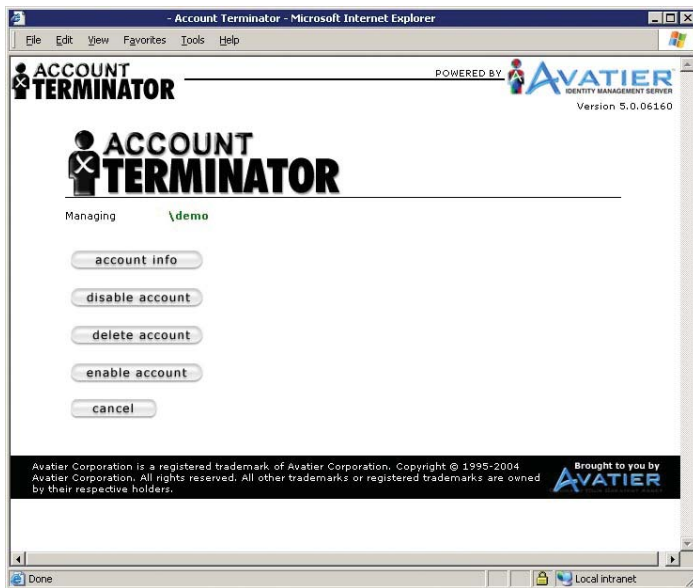 - Account Terminator - Microsoft Internet Explorer
File Edit View Favorites Tools Help
ACCOUNT TERMINATOR
POWERED BY AVATIER
IDENTITY MANAGEMENT SERVER
Version 5.0.06160
ACCOUNT
TERMINATOR
Managing \demo
account info
disable account
delete account
enable account
cancel
Avatier Corporation is a registered trademark of Avatier Corporation. Copyright © 1995-2004
Avatier Corporation. All rights reserved. All other trademarks or registered trademarks are owned
by their respective holders.
Brought to you by
AVATIER
Done
Local intranet